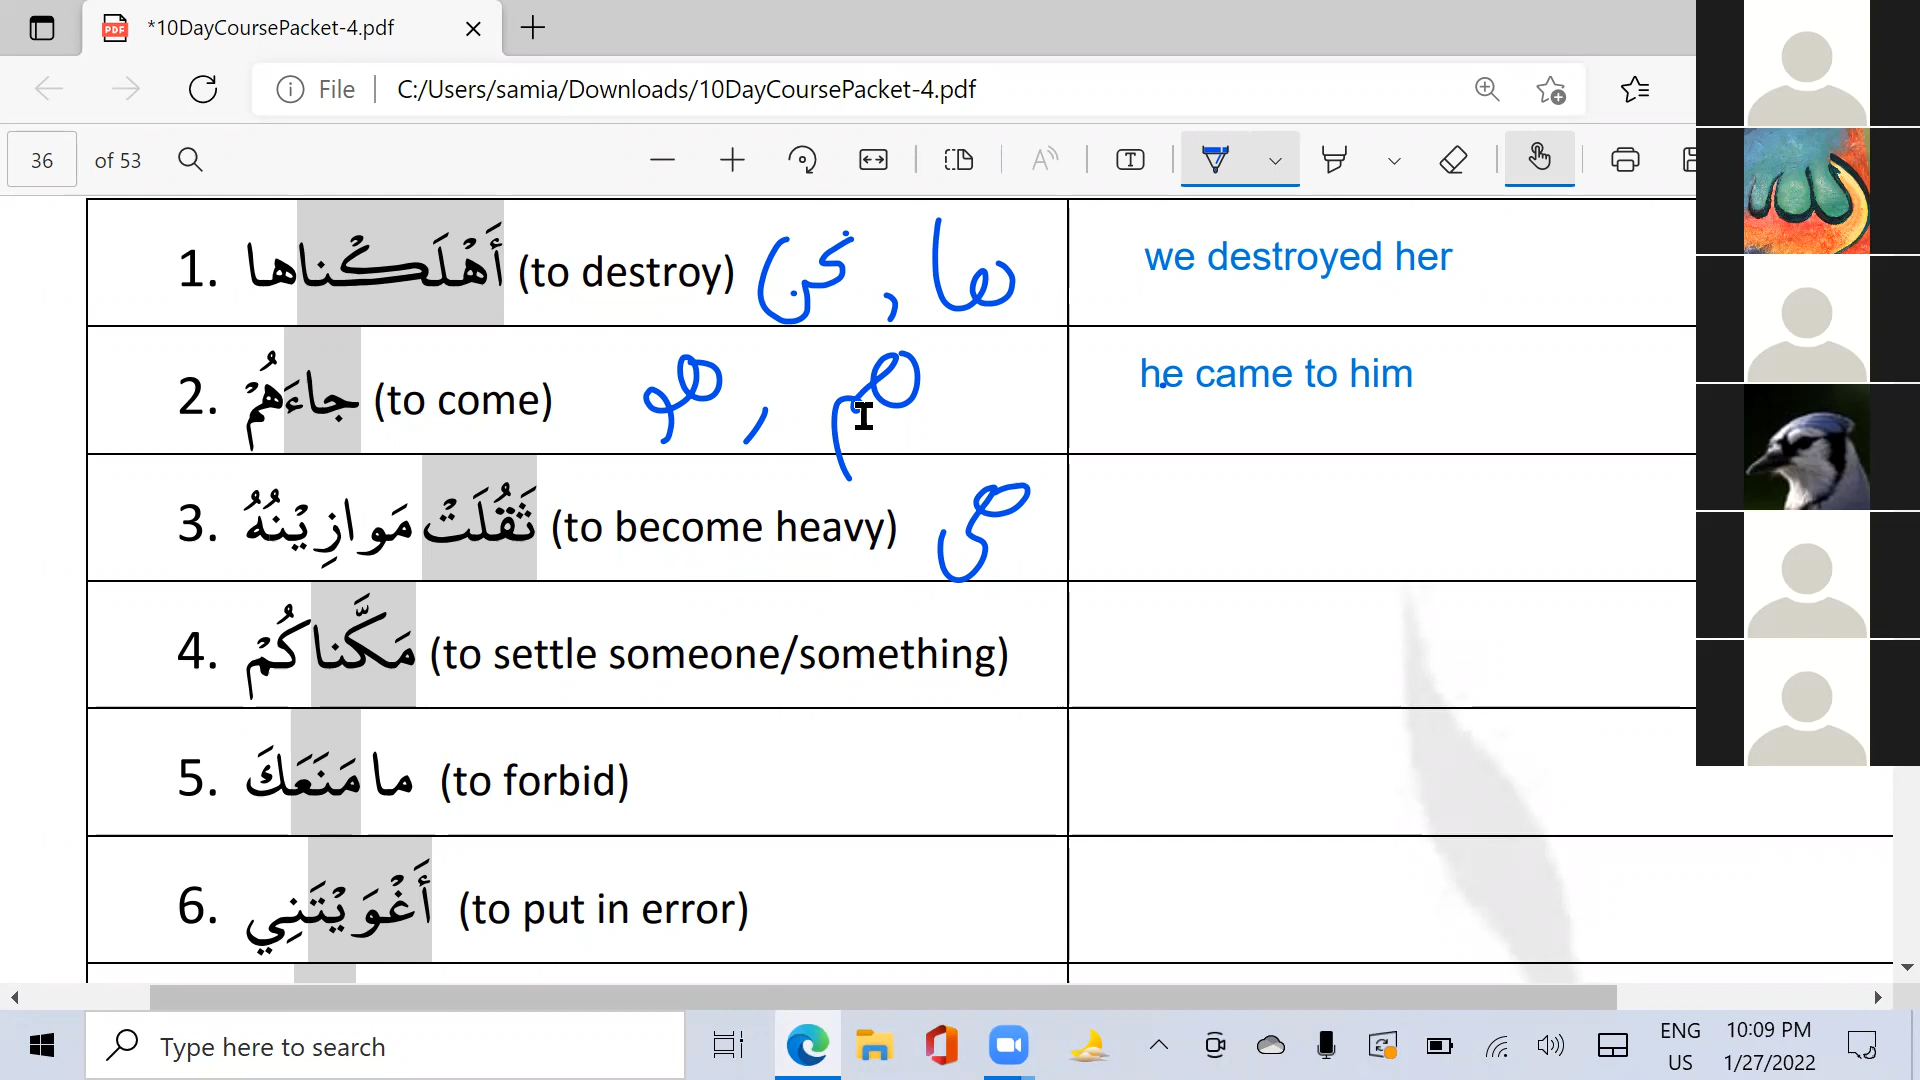 *10DayCoursePacket-4.pdf
File | C:/Users/samia/Downloads/10DayCoursePacket-4.pdf
36 of 53
1. أَهْلَكْناها (to destroy) نحن , ها
we destroyed her
2. جاءَهُمْ (to come) هو , هم
he came to him
3. ثَقُلَتْ مَوازِيْنُهُ (to become heavy) هي
4. مَكَّناكُمْ (to settle someone/something)
5. ما مَنَعَكَ (to forbid)
6. أَغْوَيْتَنِي (to put in error)
Type here to search
ENG 10:09 PM
US 1/27/2022